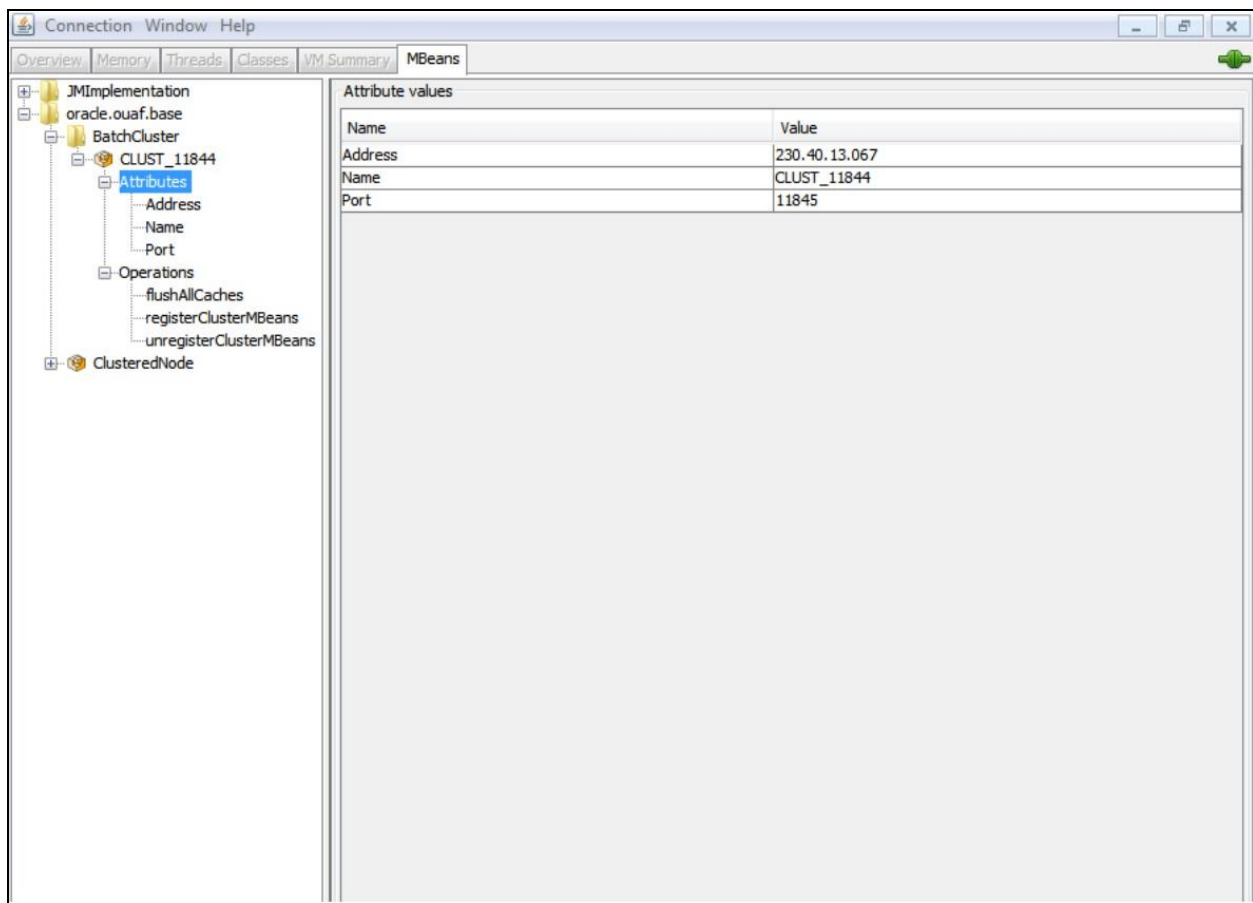 Connection Window Help
Overview Memory Threads Classes VM Summary MBeans
JMImplementation
oracle.ouaf.base
BatchCluster
CLUST_11844
Attributes
Address
Name
Port
Operations
flushAllCaches
registerClusterMBeans
unregisterClusterMBeans
ClusteredNode
Attribute values
Name Value
Address 230.40.13.067
Name CLUST_11844
Port 11845